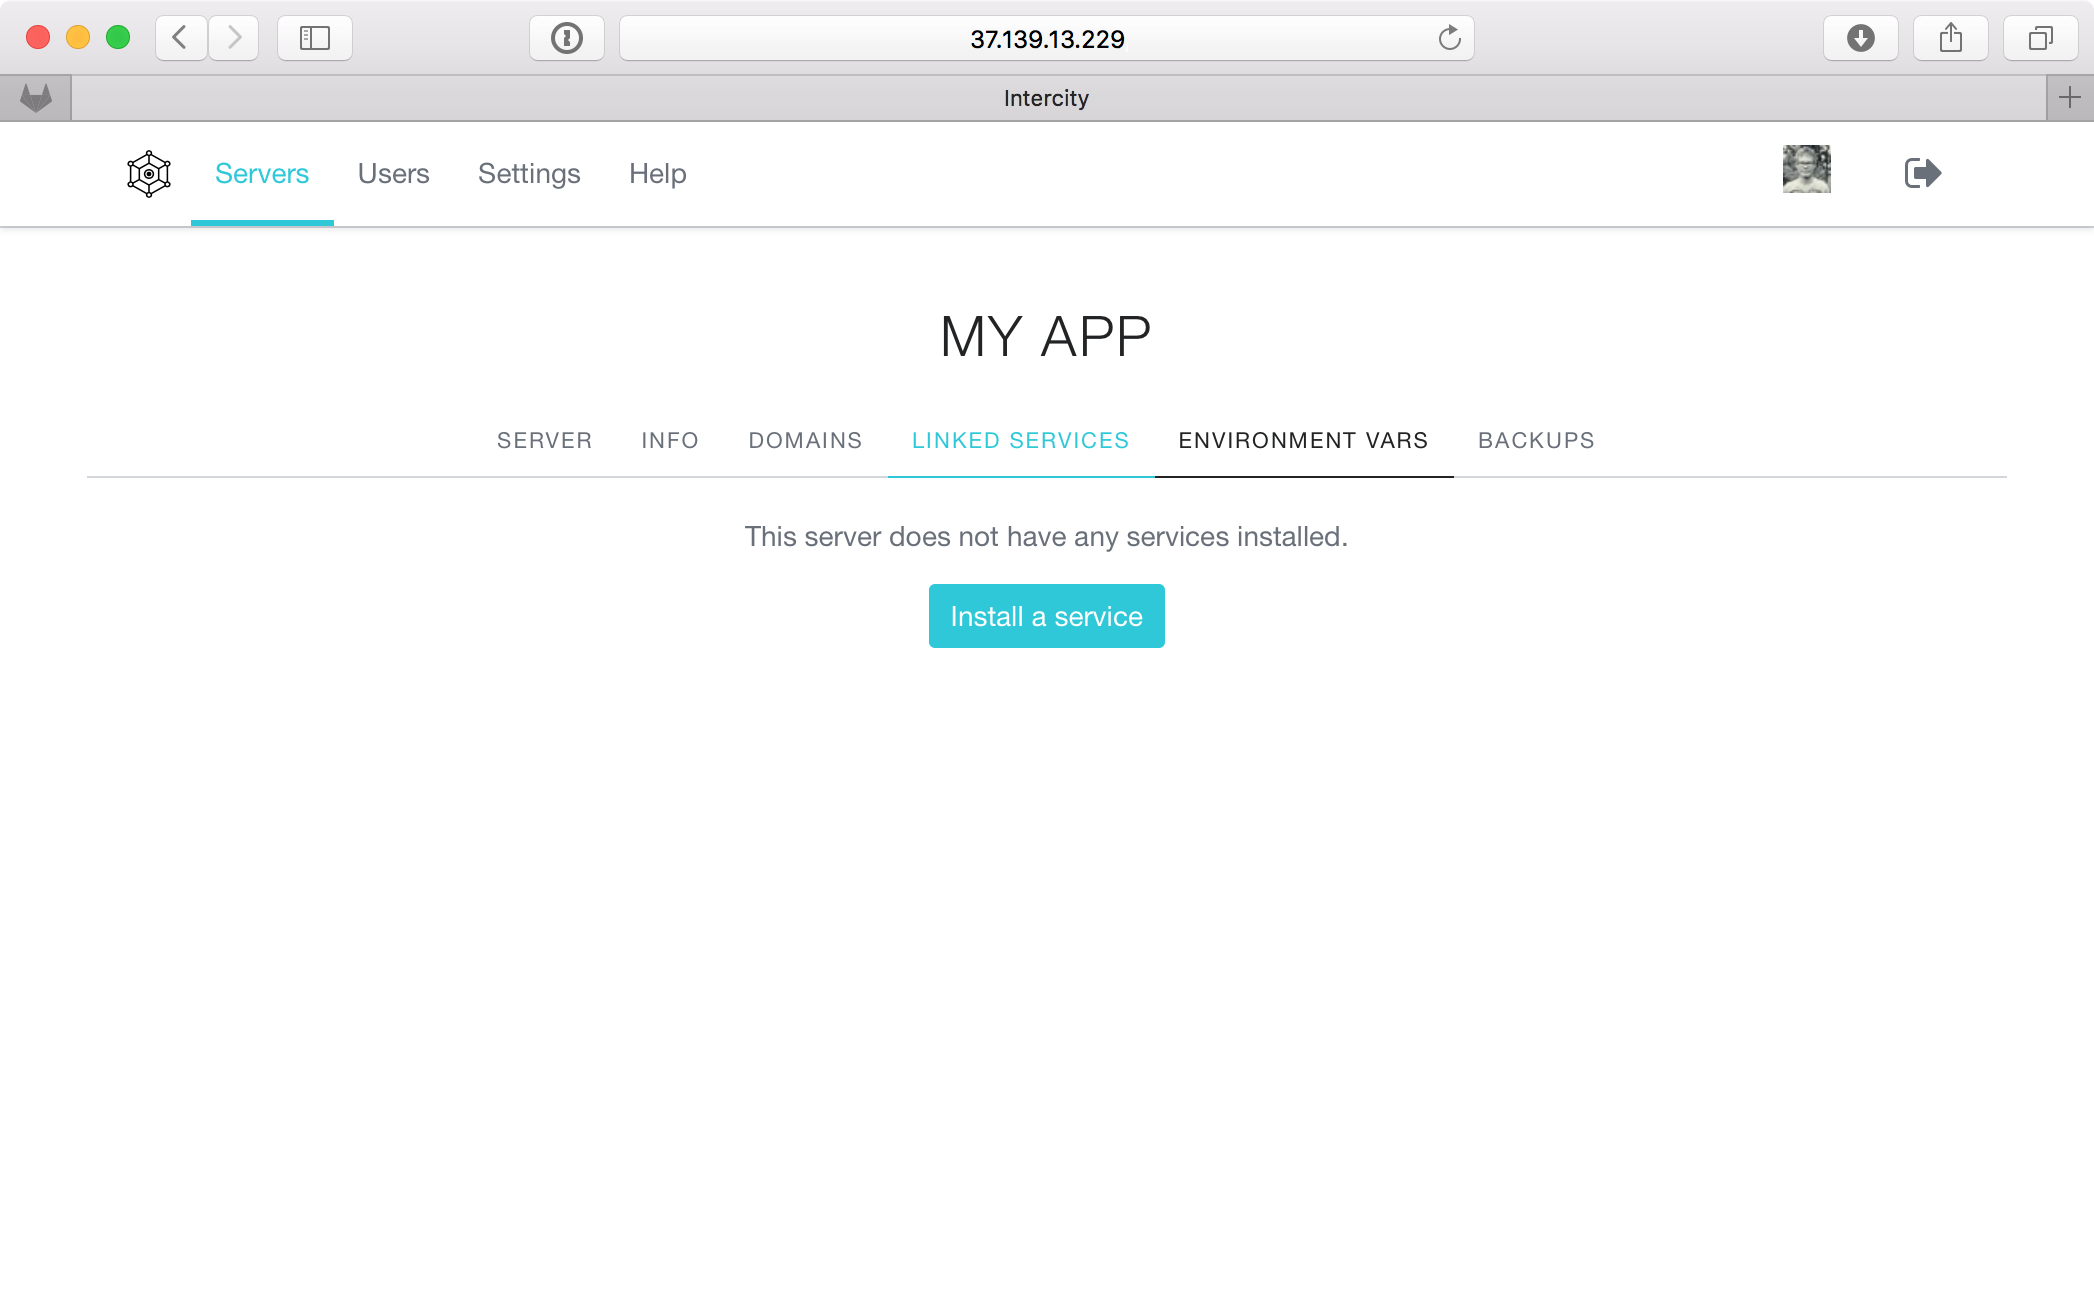 37.139.13.229
Intercity
Servers Users Settings Help
MY APP
SERVER INFO DOMAINS LINKED SERVICES ENVIRONMENT VARS BACKUPS
This server does not have any services installed.
Install a service